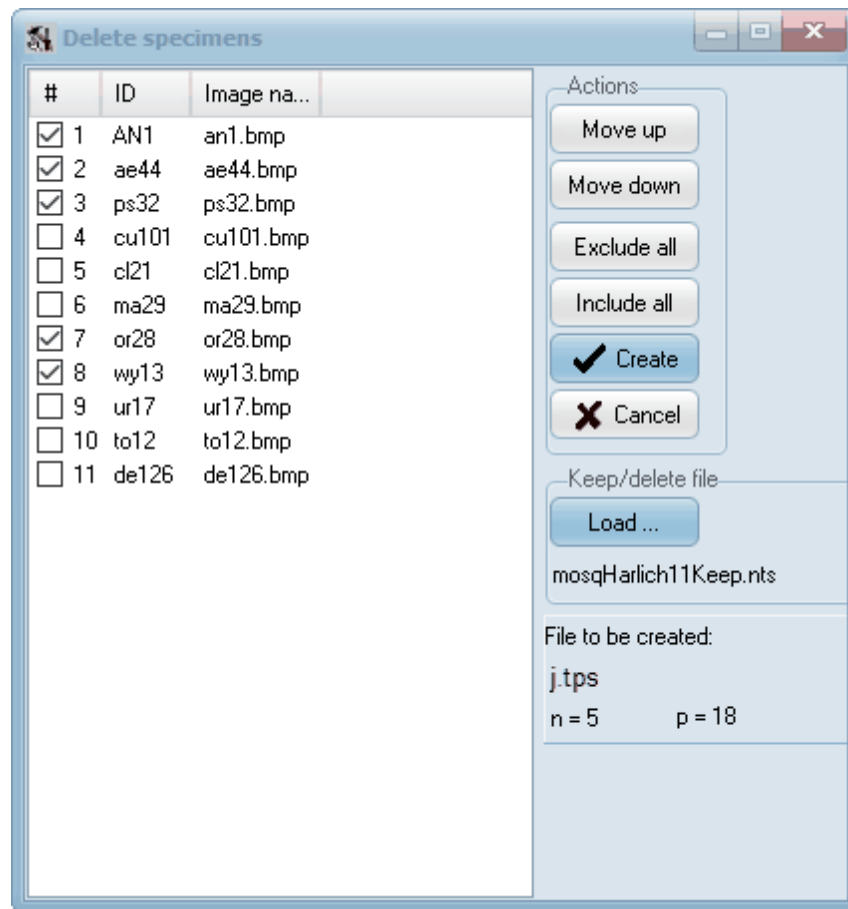 Delete specimens
# ID Image na...
1 AN1 an1.bmp
2 ae44 ae44.bmp
3 ps32 ps32.bmp
4 cu101 cu101.bmp
5 cl21 cl21.bmp
6 ma29 ma29.bmp
7 or28 or28.bmp
8 wy13 wy13.bmp
9 ur17 ur17.bmp
10 to12 to12.bmp
11 de126 de126.bmp
Actions
Move up
Move down
Exclude all
Include all
Create
Cancel
Keep/delete file
Load ...
mosqHarlich11Keep.nts
File to be created:
j.tps
n = 5 p = 18